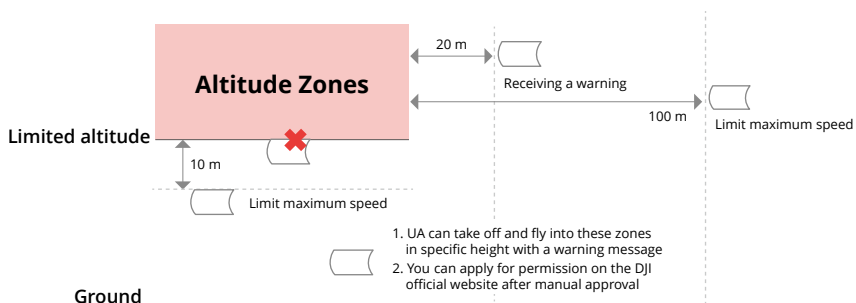 20 m
Altitude Zones
Receiving a warning
100 m
Limit maximum speed
Limited altitude
10 m
Limit maximum speed
1. UA can take off and fly into these zones
in specific height with a warning message
2. You can apply for permission on the DJI
official website after manual approval
Ground